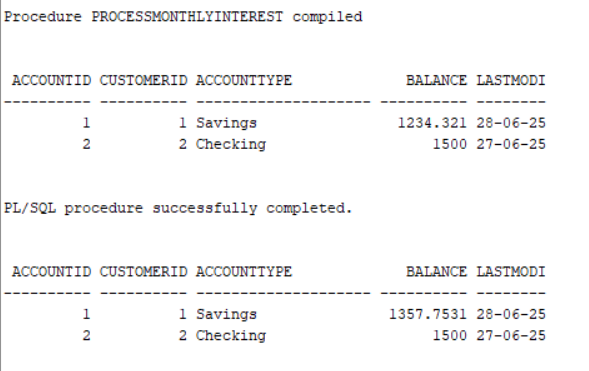 Procedure PROCESSMONTHLYINTEREST compiled
ACCOUNTID CUSTOMERID ACCOUNTTYPE BALANCE LASTMODI
---------- ---------- -------------------- ---------- --------
1 1 Savings 1234.321 28-06-25
2 2 Checking 1500 27-06-25
PL/SQL procedure successfully completed.
ACCOUNTID CUSTOMERID ACCOUNTTYPE BALANCE LASTMODI
---------- ---------- -------------------- ---------- --------
1 1 Savings 1357.7531 28-06-25
2 2 Checking 1500 27-06-25